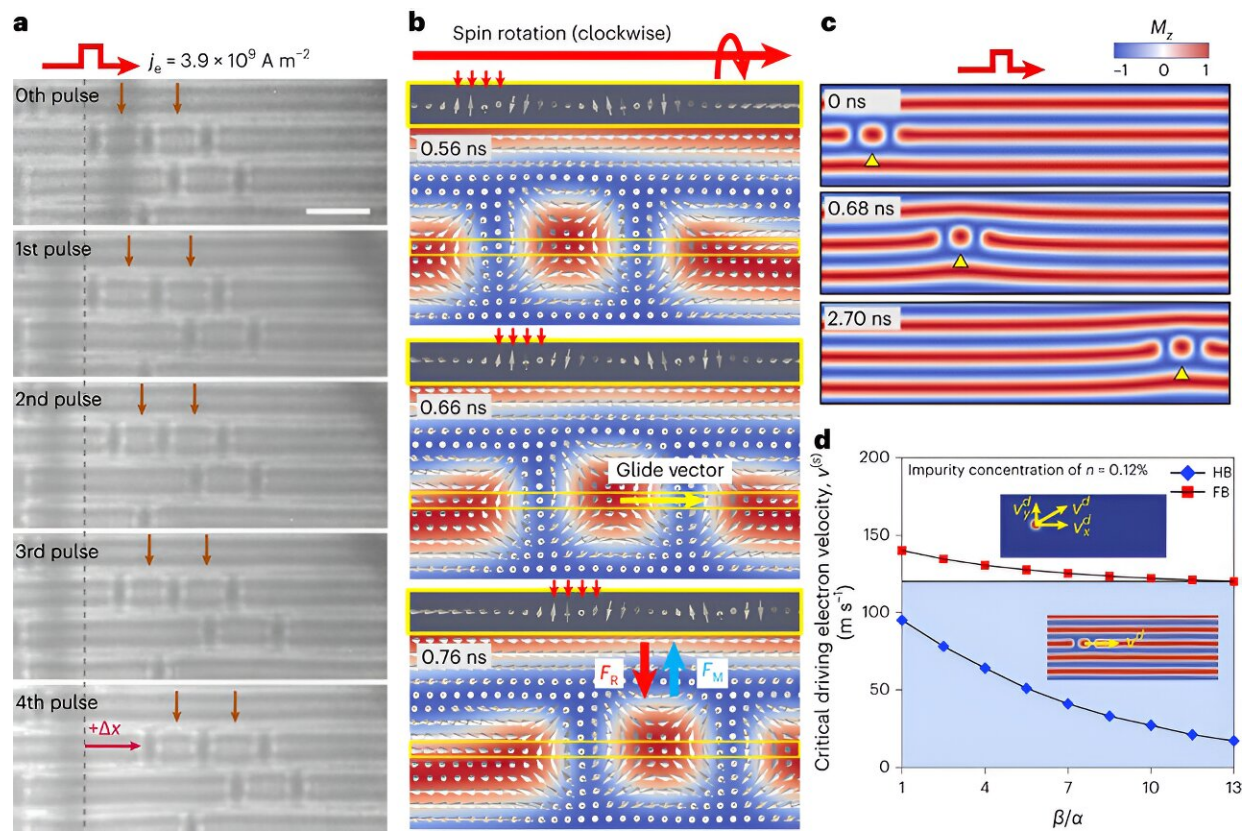 a
jₑ = 3.9 × 10⁹ A m⁻²
0th pulse
1st pulse
2nd pulse
3rd pulse
4th pulse
+Δx
b
Spin rotation (clockwise)
0.56 ns
0.66 ns
Glide vector
0.76 ns
F_R
F_M
c
M_z
−1 0 1
0 ns
0.68 ns
2.70 ns
d
Critical driving electron velocity, v⁽ˢ⁾
(m s⁻¹)
200
150
100
50
0
Impurity concentration of n = 0.12%
HB
FB
v_y^d
v^d
v_x^d
v^d
1 4 7 10 13
β/α